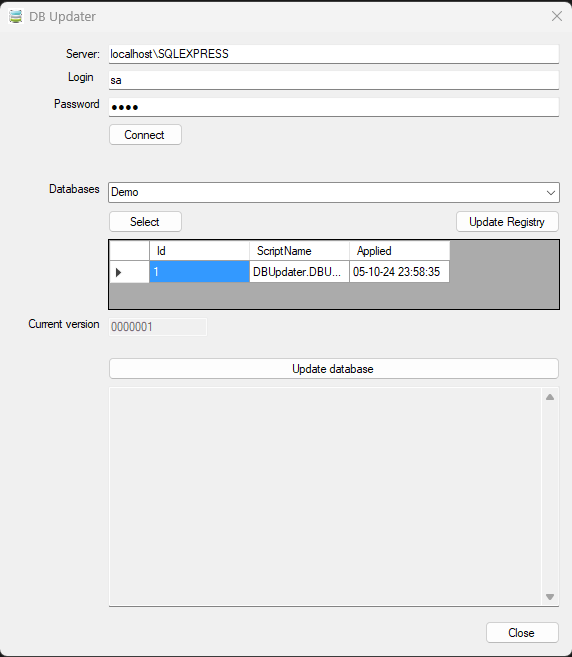 DB Updater
Server: localhost\SQLEXPRESS
Login sa
Password ●●●●
Connect
Databases Demo
Select Update Registry
Id ScriptName Applied
1 DBUpdater.DBU... 05-10-24 23:58:35
Current version 0000001
Update database
Close